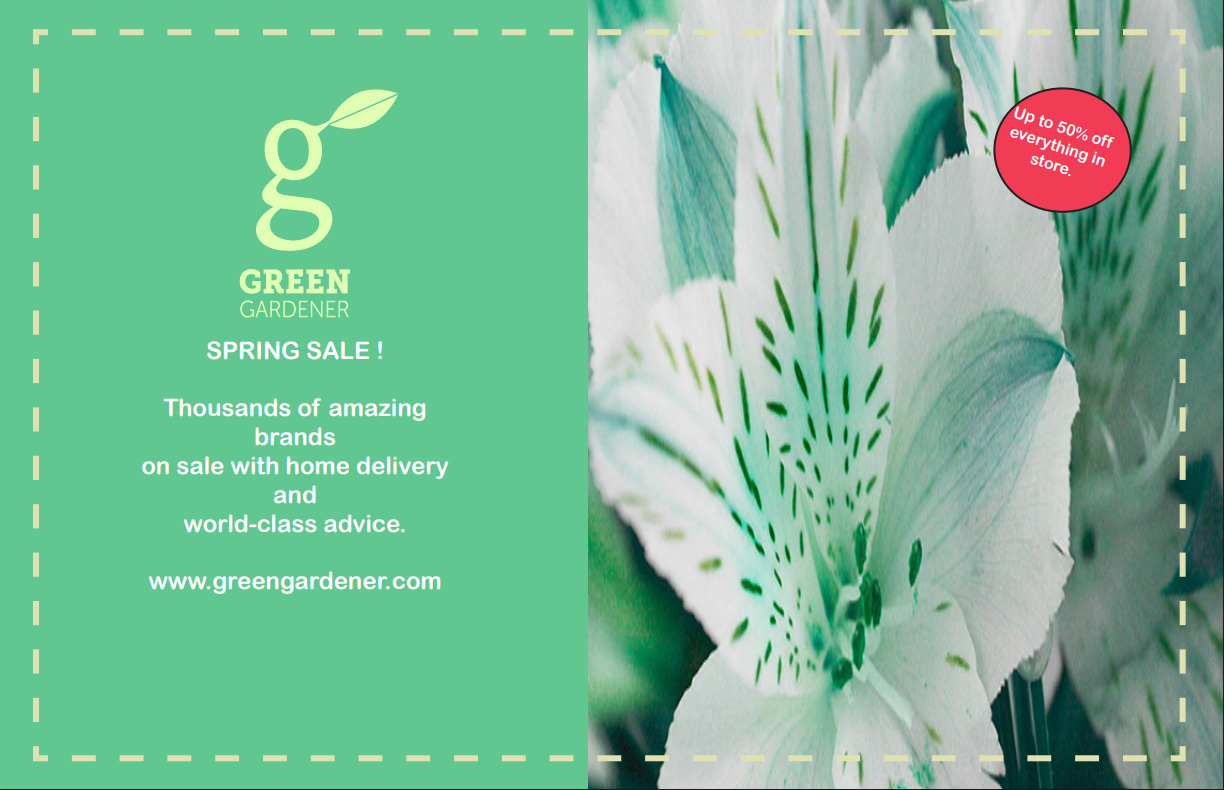 g
GREEN
GARDENER
SPRING SALE !
Thousands of amazing
brands
on sale with home delivery
and
world-class advice.
www.greengardener.com
Up to 50% off
everything in
store.